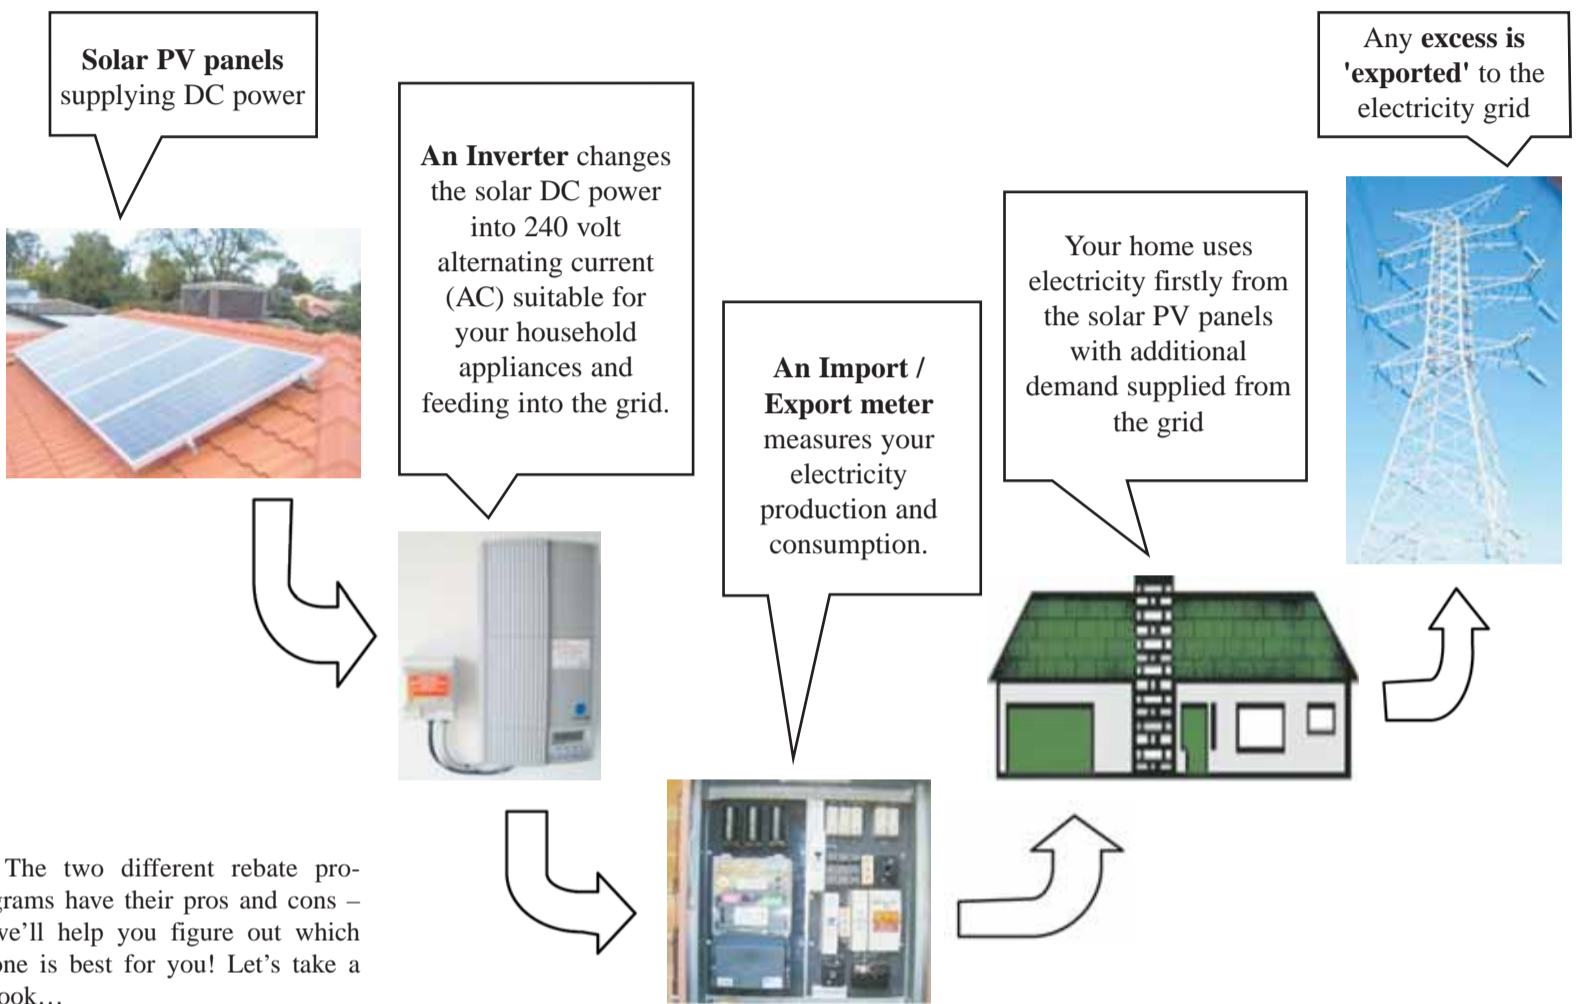 Solar PV panels
supplying DC power
An Inverter changes
the solar DC power
into 240 volt
alternating current
(AC) suitable for
your household
appliances and
feeding into the grid.
An Import /
Export meter
measures your
electricity
production and
consumption.
Your home uses
electricity firstly from
the solar PV panels
with additional
demand supplied from
the grid
Any excess is
'exported' to the
electricity grid
The two different rebate pro-
grams have their pros and cons –
we'll help you figure out which
one is best for you! Let's take a
look…